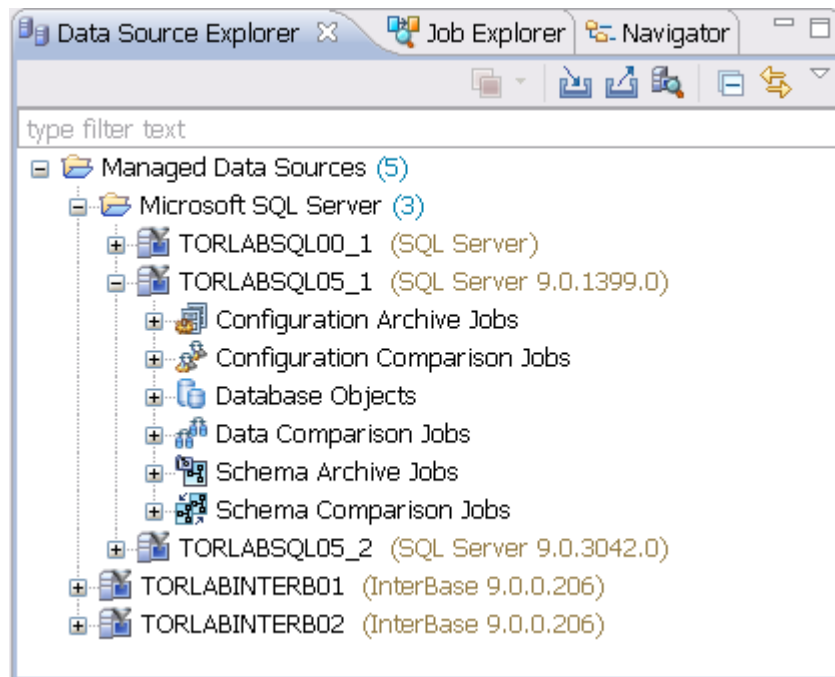 Data Source Explorer Job Explorer Navigator
type filter text
Managed Data Sources (5)
Microsoft SQL Server (3)
TORLABSQL00_1 (SQL Server)
TORLABSQL05_1 (SQL Server 9.0.1399.0)
Configuration Archive Jobs
Configuration Comparison Jobs
Database Objects
Data Comparison Jobs
Schema Archive Jobs
Schema Comparison Jobs
TORLABSQL05_2 (SQL Server 9.0.3042.0)
TORLABINTERB01 (InterBase 9.0.0.206)
TORLABINTERB02 (InterBase 9.0.0.206)